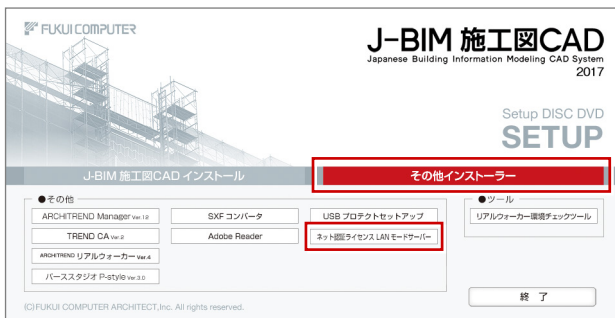 FUKUI COMPUTER
J-BIM 施工図CAD
Japanese Building Information Modeling CAD System
2017
Setup DISC DVD
SETUP
J-BIM 施工図CAD インストール
その他インストーラー
●その他
●ツール
ARCHITREND Manager Ver.12
SXF コンバータ
USB プロテクトセットアップ
リアルウォーカー環境チェックツール
TREND CA Ver.2
Adobe Reader
ネット認証ライセンス LAN モードサーバー
ARCHITREND リアルウォーカー Ver.4
パーススタジオ P-style Ver.3.0
終 了
(C)FUKUI COMPUTER ARCHITECT,Inc. All rights reserved.